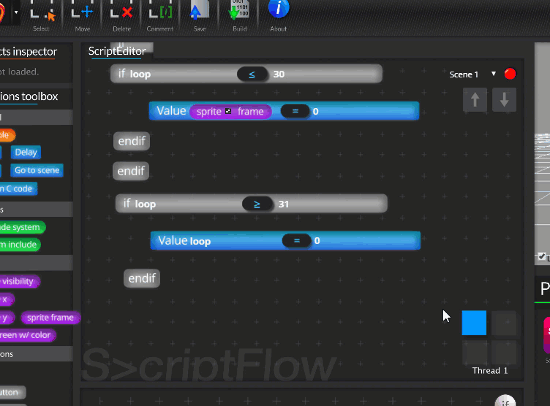 Select Move Delete Comment Save Build About
cts inspector
ot loaded.
ions toolbox
ScriptEditor
Scene 1
if loop ≤ 30
Value sprite frame = 0
endif
endif
if loop ≥ 31
Value loop = 0
endif
Delay
Go to scene
n C code
de system
m include
visibility
x
y sprite frame
reen w/ color
ions
utton
S>criptFlow
Thread 1
if
P